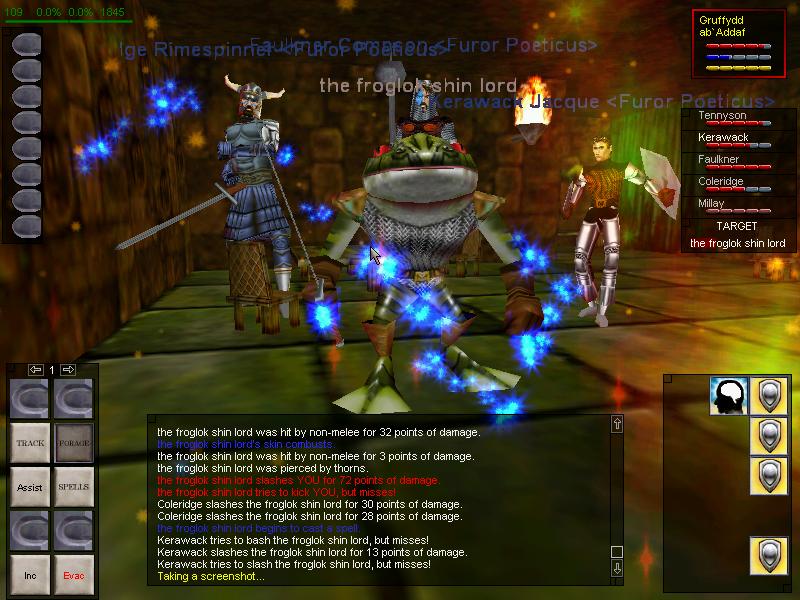 109 0.0% 0.0% 1845
Faulkner Compson <Furor Poeticus>
lge Rimespinner <Furor Poeticus>
the froglok shin lord
Kerawack Jacque <Furor Poeticus>
Gruffydd
ab`Addaf
Tennyson
Kerawack
Faulkner
Coleridge
Millay
TARGET
the froglok shin lord
1
TRACK
FORAGE
Assist
SPELLS
Inc
Evac
the froglok shin lord was hit by non-melee for 32 points of damage.
the froglok shin lord's skin combusts.
the froglok shin lord was hit by non-melee for 3 points of damage.
the froglok shin lord was pierced by thorns.
the froglok shin lord slashes YOU for 72 points of damage.
the froglok shin lord tries to kick YOU, but misses!
Coleridge slashes the froglok shin lord for 30 points of damage.
Coleridge slashes the froglok shin lord for 28 points of damage.
the froglok shin lord begins to cast a spell.
Kerawack tries to bash the froglok shin lord, but misses!
Kerawack slashes the froglok shin lord for 13 points of damage.
Kerawack tries to slash the froglok shin lord, but misses!
Taking a screenshot...